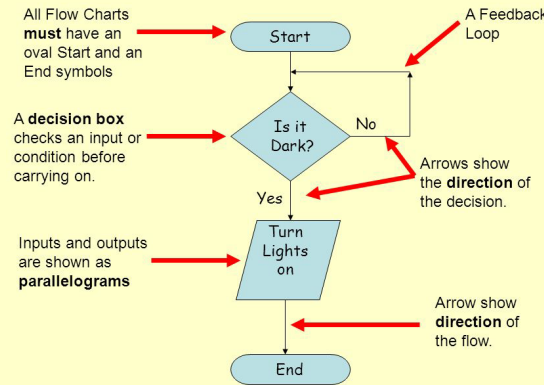 All Flow Charts
must have an
oval Start and an
End symbols
Start
A Feedback
Loop
A decision box
checks an input or
condition before
carrying on.
Is it
Dark?
No
Yes
Arrows show
the direction of
the decision.
Inputs and outputs
are shown as
parallelograms
Turn
Lights
on
Arrow show
direction of
the flow.
End